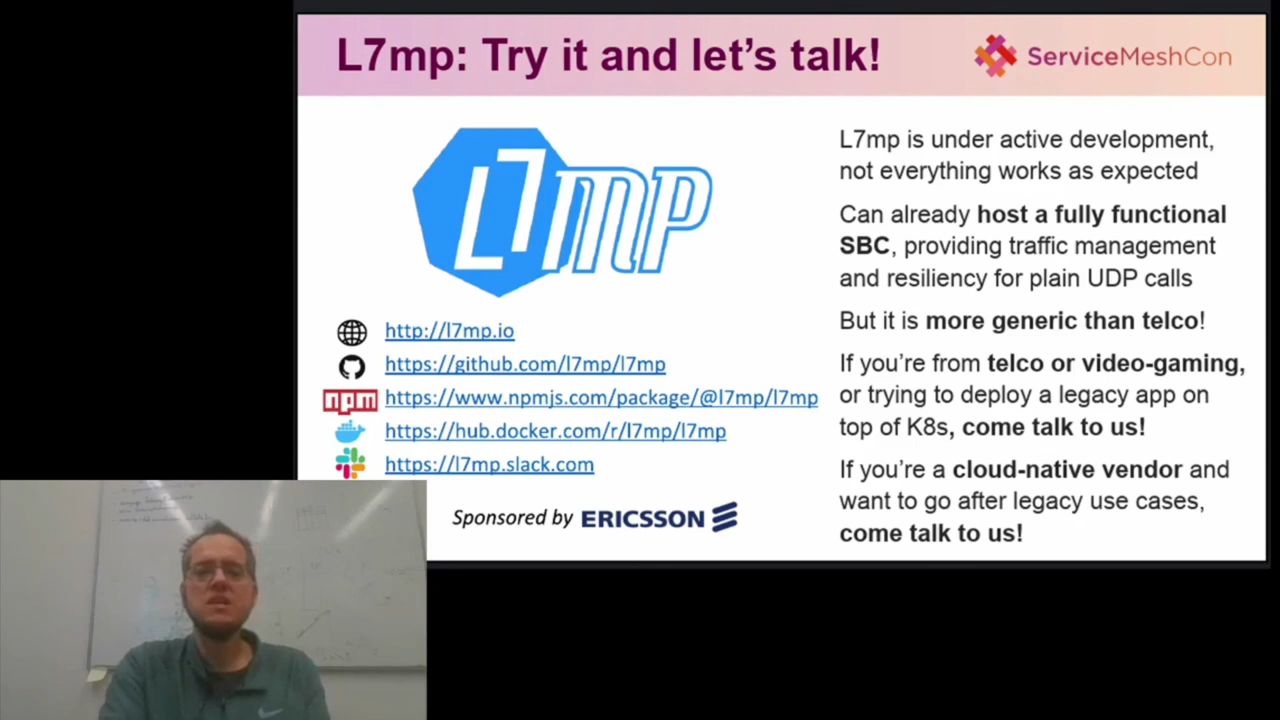 L7mp: Try it and let's talk!
ServiceMeshCon
L7mp
http://l7mp.io
https://github.com/l7mp/l7mp
npm
https://www.npmjs.com/package/@l7mp/l7mp
https://hub.docker.com/r/l7mp/l7mp
https://l7mp.slack.com
Sponsored by ERICSSON
L7mp is under active development,
not everything works as expected
Can already host a fully functional
SBC, providing traffic management
and resiliency for plain UDP calls
But it is more generic than telco!
If you're from telco or video-gaming,
or trying to deploy a legacy app on
top of K8s, come talk to us!
If you're a cloud-native vendor and
want to go after legacy use cases,
come talk to us!